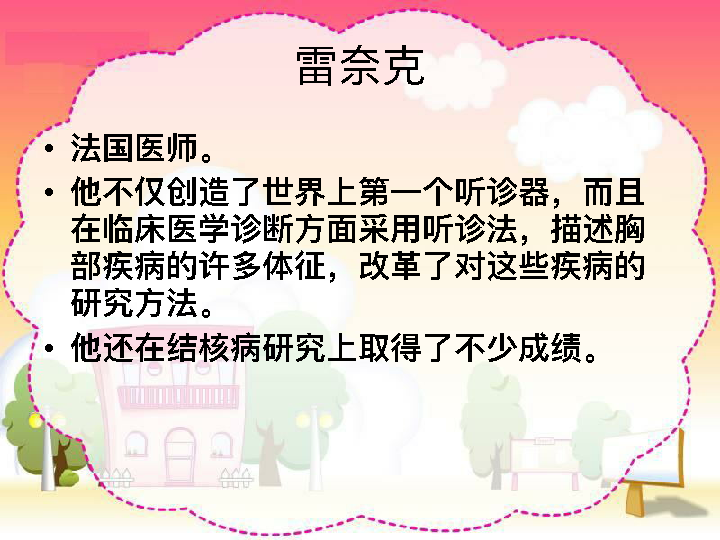 雷奈克
• 法国医师。
• 他不仅创造了世界上第一个听诊器，而且
在临床医学诊断方面采用听诊法，描述胸
部疾病的许多体征，改革了对这些疾病的
研究方法。
• 他还在结核病研究上取得了不少成绩。